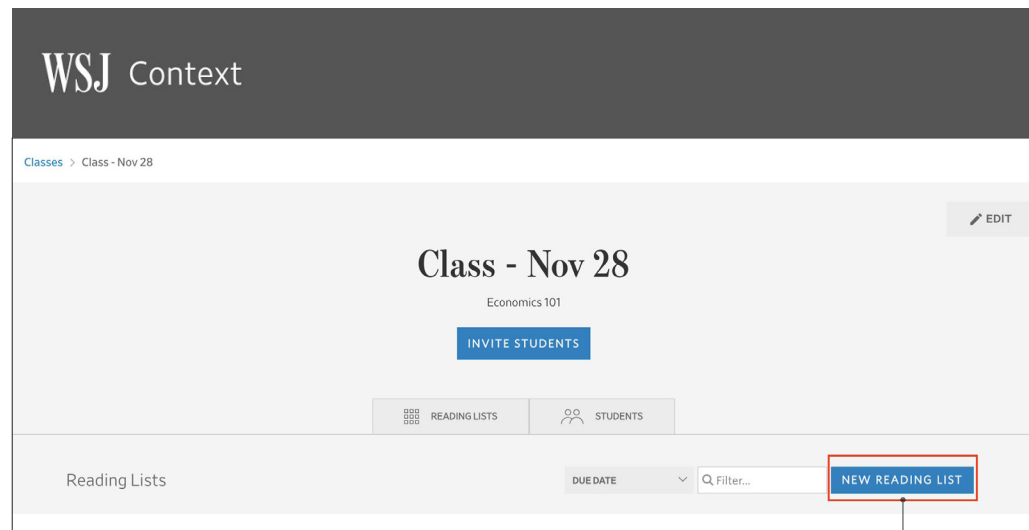 WSJ Context
Classes > Class - Nov 28
EDIT
Class - Nov 28
Economics 101
INVITE STUDENTS
READING LISTS STUDENTS
Reading Lists DUE DATE Filter... NEW READING LIST